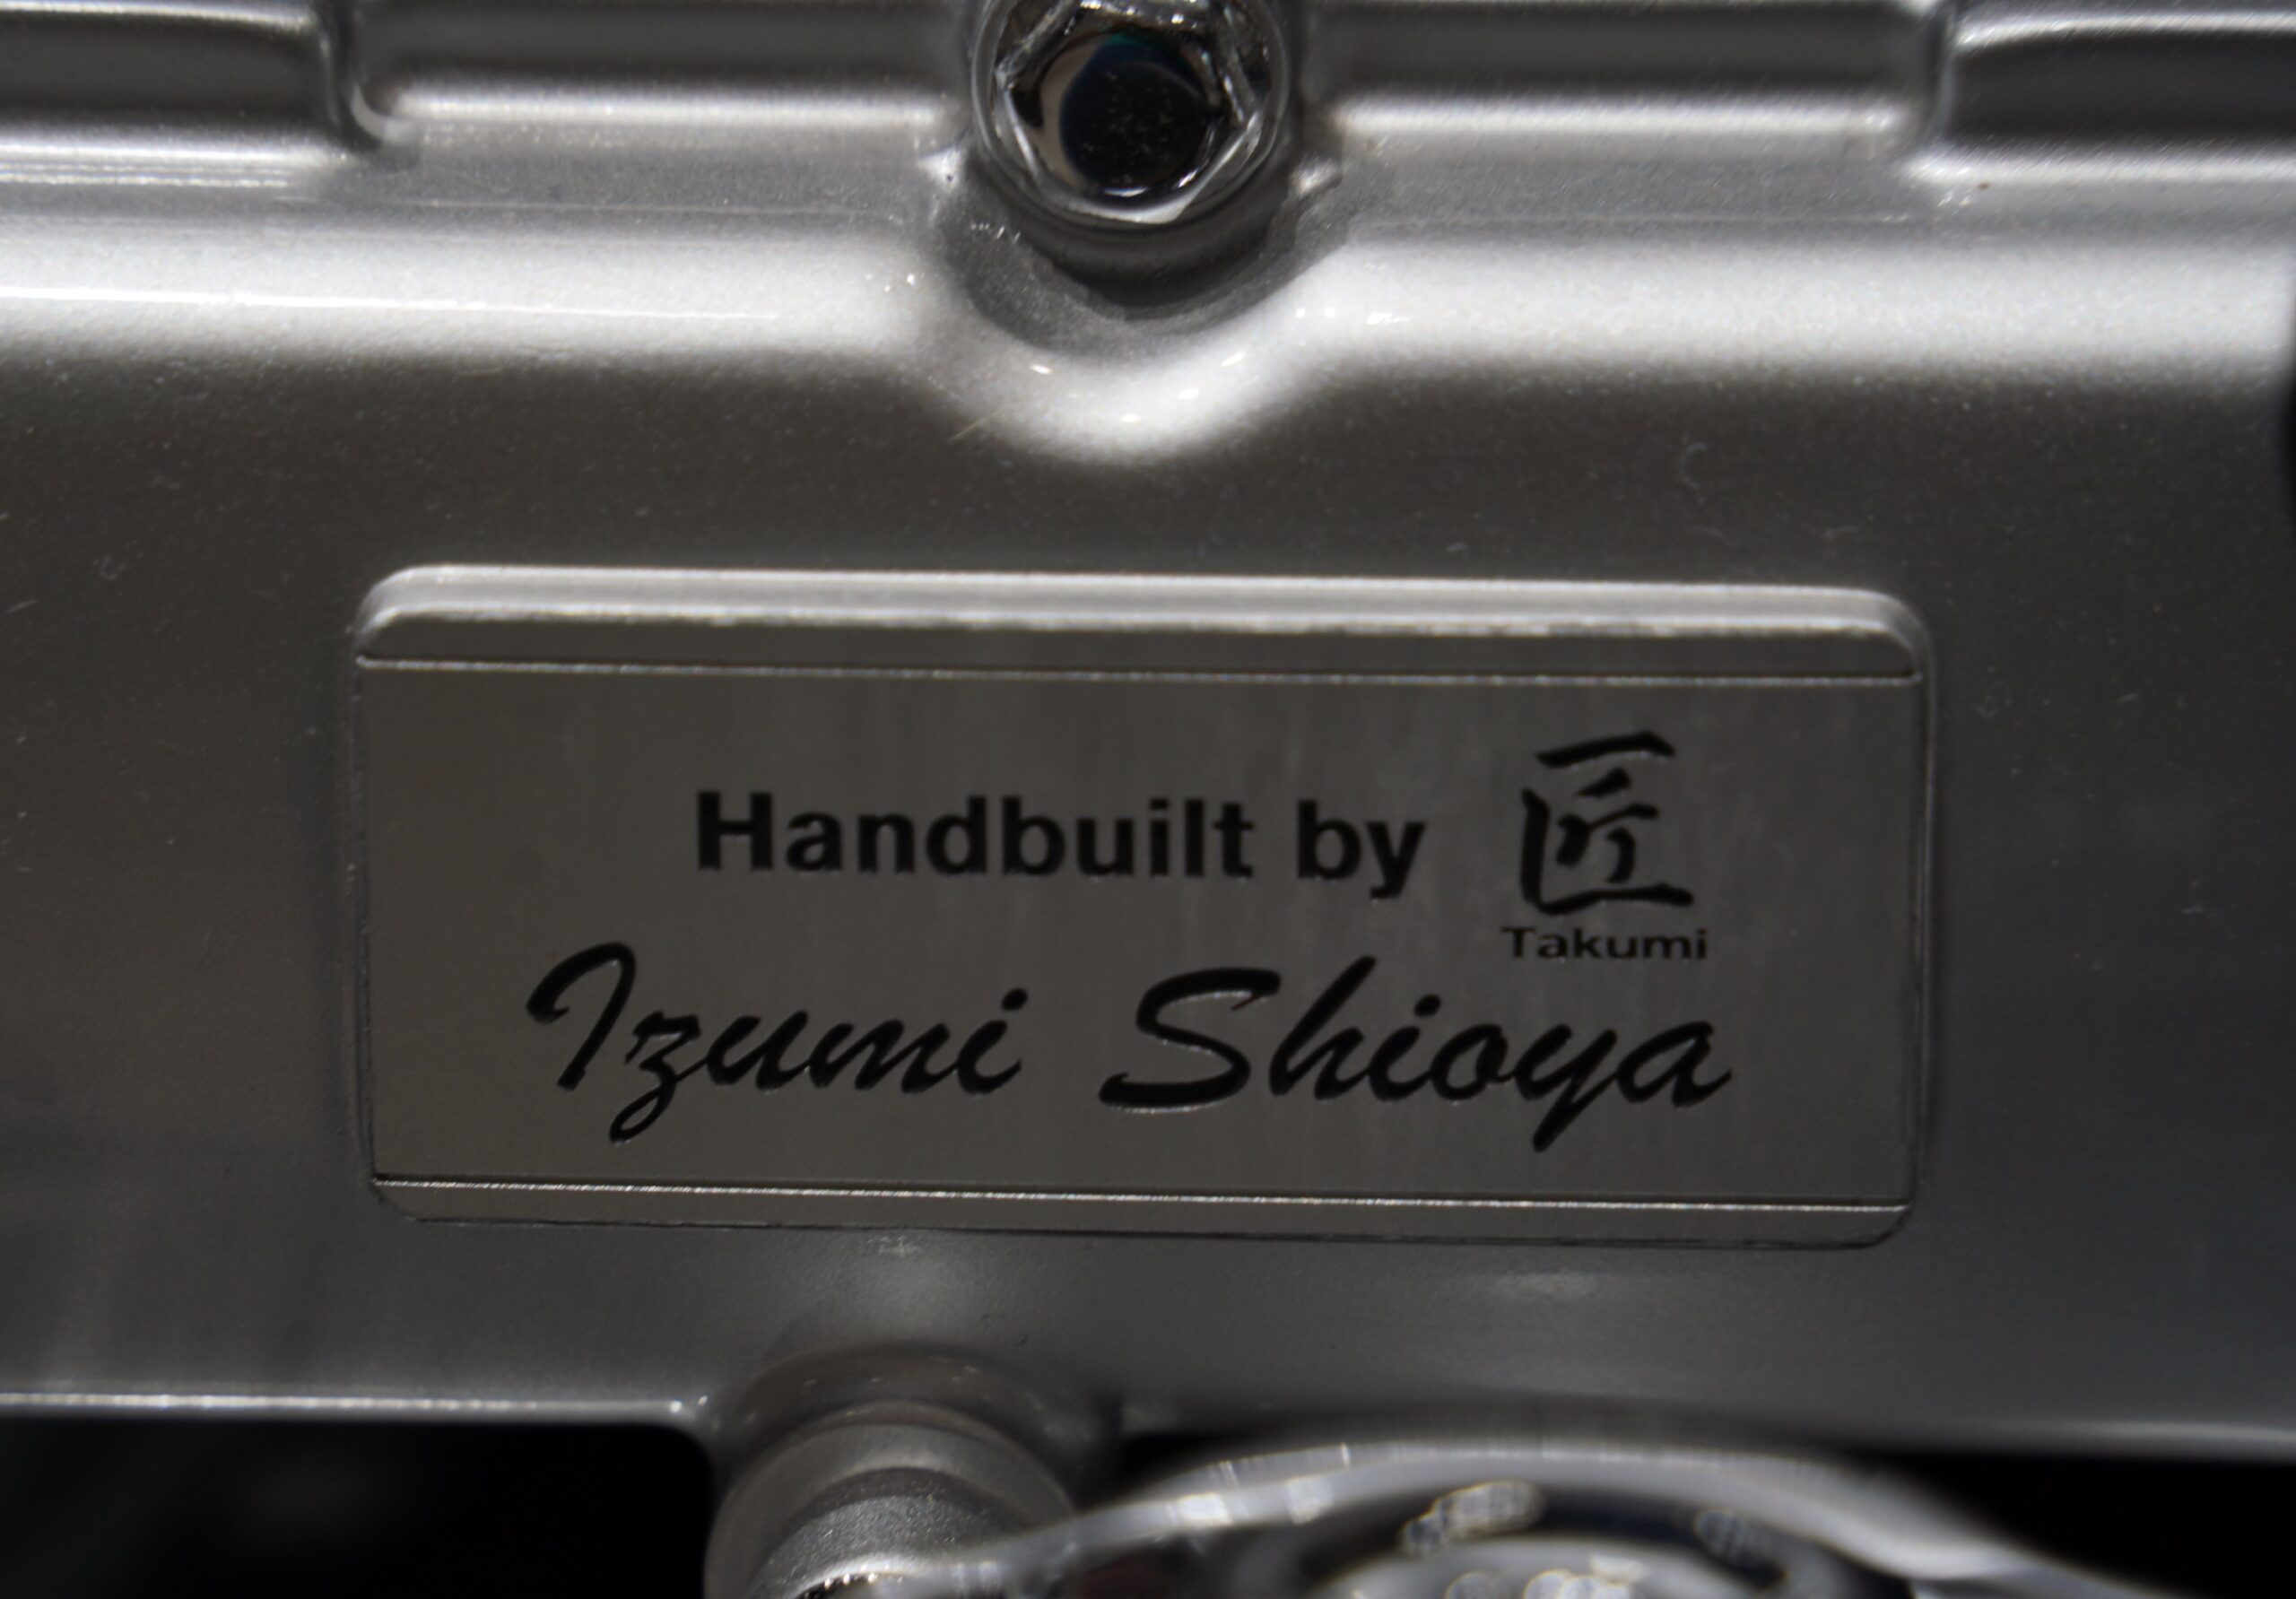 Handbuilt by 匠
Takumi
Izumi Shioya